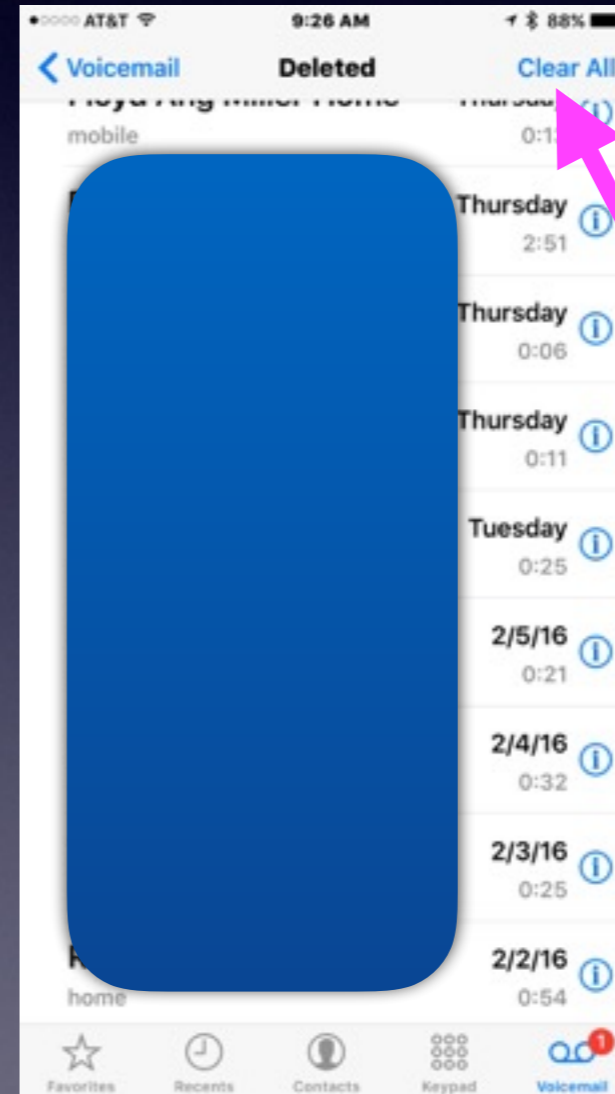 AT&T 9:26 AM 88%
Voicemail Deleted Clear All
Thursday
mobile
Thursday
2:51
Thursday
0:06
Thursday
0:11
Tuesday
0:25
2/5/16
0:21
2/4/16
0:32
2/3/16
0:25
2/2/16
home 0:54
1
Favorites Recents Contacts Keypad Voicemail